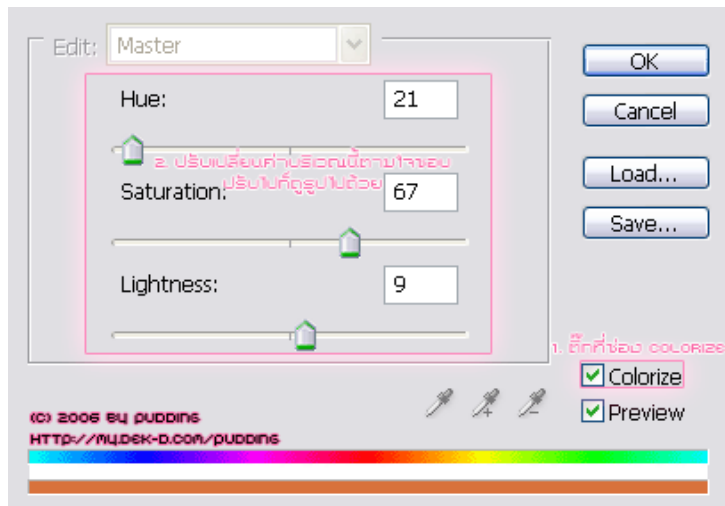 Edit: Master
OK
Hue: 21
Cancel
2. ปรับเปลี่ยนค่าบริเวณนี้ตามใจชอบ
ปรับไปก็ดูรูปไปด้วย
Load...
Saturation: 67
Save...
Lightness: 9
1. ติ๊กที่ช่อง COLORIZE
Colorize
Preview
(C) 2006 BY PUDDING
HTTP://MY.DEK-D.COM/PUDDING